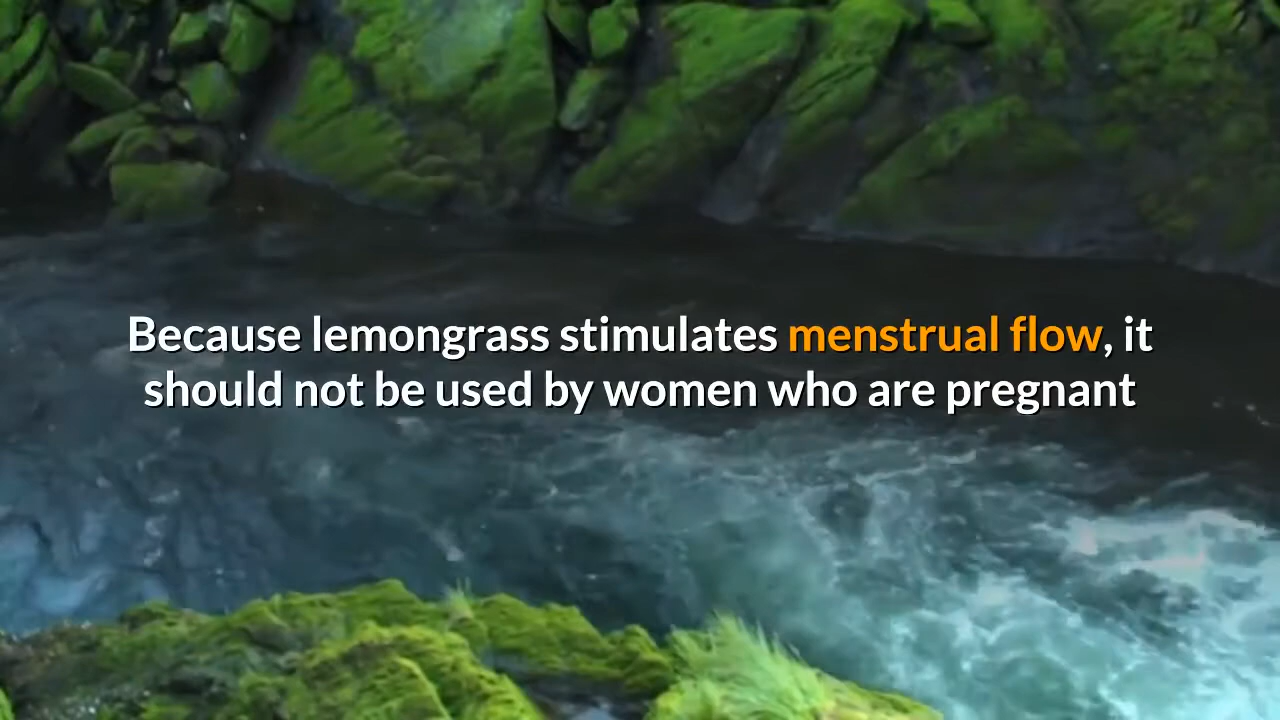 Because lemongrass stimulates menstrual flow, it
should not be used by women who are pregnant